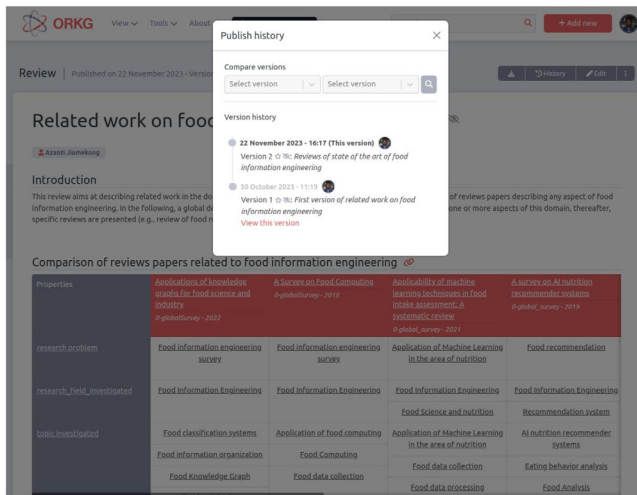 ORKG View Tools About + Add new
Publish history
Review | Published on 22 November 2023 - Version
History Edit
Compare versions
Select version Select version
Version history
22 November 2023 - 16:17 (This version)
Version 2 : Reviews of state of the art of food
information engineering
30 October 2023 - 11:19
Version 1 : First version of related work on food
information engineering
View this version
Related work on food
Azanzi Jiomekong
Introduction
This review aims at describing related work in the do of reviews papers describing any aspect of food
information engineering. In the following, a global de one or more aspects of this domain, thereafter,
specific reviews are presented (e.g., review of food r
Comparison of reviews papers related to food information engineering
Properties
Applications of knowledge
graphs for food science and
industry
0-globalSurvey - 2022
A Survey on Food Computing
0-globalSurvey - 2018
Applicability of machine
learning techniques in food
intake assessment: A
systematic review
0-global_survey - 2021
A survey on AI nutrition
recommender systems
0-global_survey - 2019
research problem
Food information engineering
survey
Food information engineering
survey
Application of Machine Learning
in the area of nutrition
Food recommendation
research_field_investigated
Food Information Engineering
Food Information Engineering
Food Information Engineering
Food Science and nutrition
Food Information Engineering
Recommendation system
topic investigated
Food classification systems
Food information organization
Food Knowledge Graph
Application of food computing
Food Computing
Food data collection
Application of Machine Learning
in the area of nutrition
Food data collection
Food data processing
AI nutrition recommender
systems
Eating behavior analysis
Food Analysis